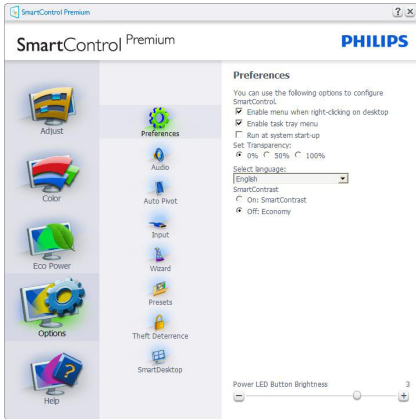 SmartControl Premium
SmartControl Premium
PHILIPS
Adjust
Color
Eco Power
Options
Help
Preferences
Audio
Auto Pivot
Input
Wizard
Presets
Theft Deterrence
SmartDesktop
Preferences
You can use the following options to configure
SmartControl.
Enable menu when right-clicking on desktop
Enable task tray menu
Run at system start-up
Set Transparency:
0% 50% 100%
Select language:
English
SmartContrast
On: SmartContrast
Off: Economy
Power LED Button Brightness 3